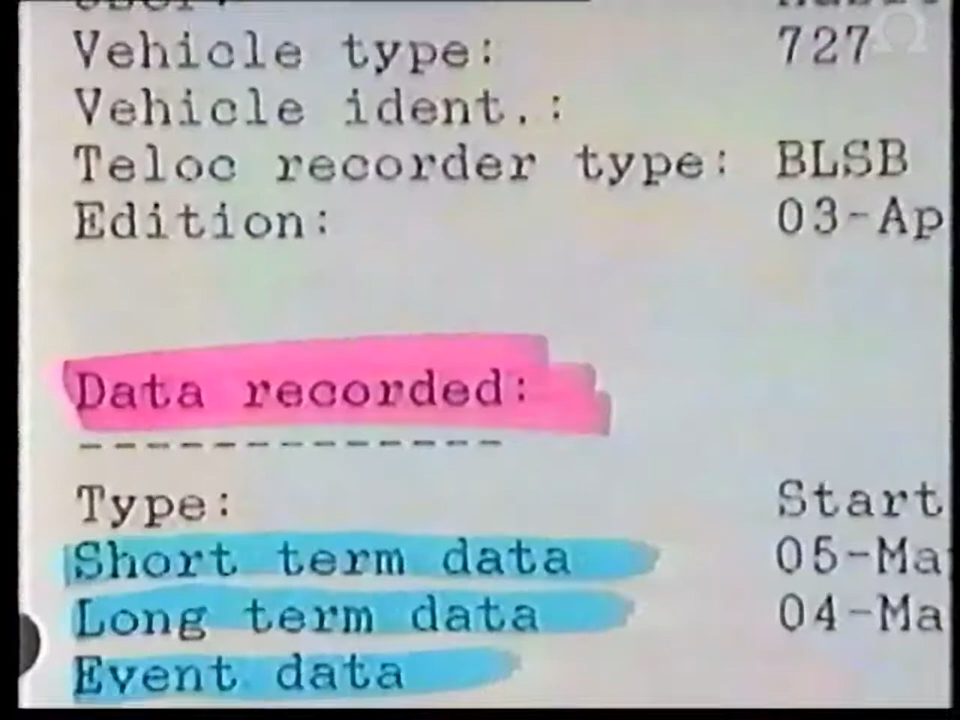 Vehicle type: 727
Vehicle ident.:
Teloc recorder type: BLSB
Edition: 03-Ap
Data recorded:
-------------
Type: Start
Short term data 05-Ma
Long term data 04-Ma
Event data